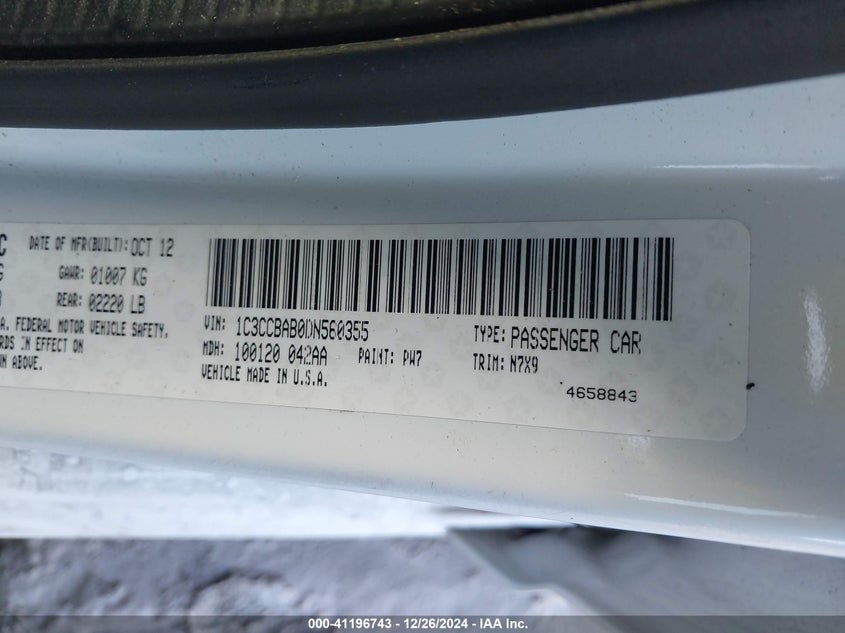 DATE OF MFR(BUILT): OCT 12
GAWR: 01007 KG
REAR: 02220 LB
A. FEDERAL MOTOR VEHICLE SAFETY,
RDS IN EFFECT ON
N ABOVE.
VIN: 1C3CCBAB0DN560355 TYPE: PASSENGER CAR
MDH: 100120 042AA PAINT: PW7 TRIM: N7X9
VEHICLE MADE IN U.S.A.
4658843
000-41196743 - 12/26/2024 - IAA Inc.